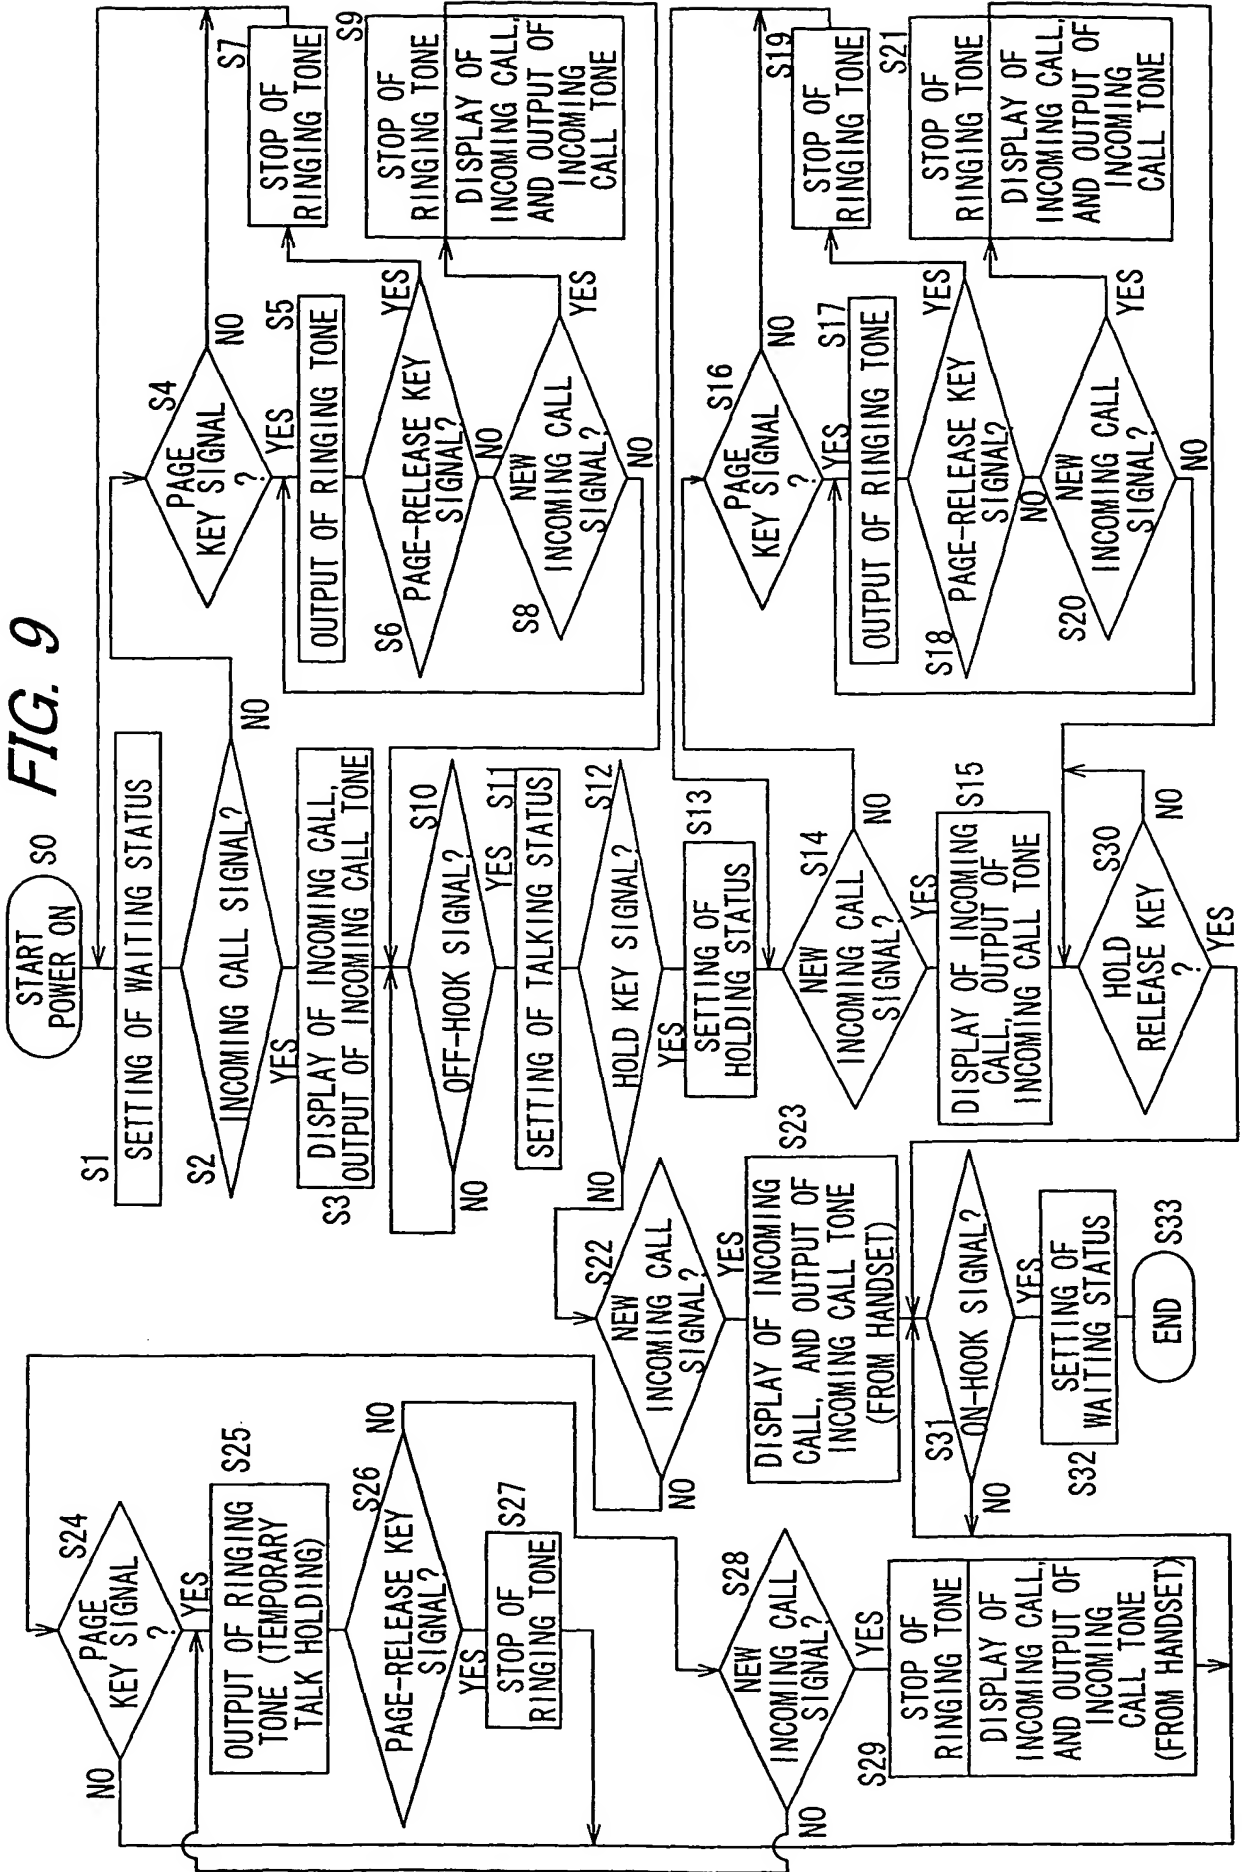 FIG. 9
START
POWER ON
S0
S1
SETTING OF WAITING STATUS
S2
INCOMING CALL SIGNAL?
NO
YES
S3
DISPLAY OF INCOMING CALL,
OUTPUT OF INCOMING CALL TONE
S4
PAGE
KEY SIGNAL
?
NO
YES
S5
OUTPUT OF RINGING TONE
S6
PAGE-RELEASE KEY
SIGNAL?
YES
NO
S7
STOP OF
RINGING TONE
S8
NEW
INCOMING CALL
SIGNAL?
YES
NO
S9
STOP OF
RINGING TONE
DISPLAY OF
INCOMING CALL,
AND OUTPUT OF
INCOMING
CALL TONE
S10
OFF-HOOK SIGNAL?
NO
YES
S11
SETTING OF TALKING STATUS
S12
HOLD KEY SIGNAL?
NO
YES
S13
SETTING OF
HOLDING STATUS
S14
NEW
INCOMING CALL
SIGNAL?
NO
YES
S15
DISPLAY OF INCOMING
CALL, OUTPUT OF
INCOMING CALL TONE
S16
PAGE
KEY SIGNAL
?
NO
YES
S17
OUTPUT OF RINGING TONE
S18
PAGE-RELEASE KEY
SIGNAL?
YES
NO
S19
STOP OF
RINGING TONE
S20
NEW
INCOMING CALL
SIGNAL?
YES
NO
S21
STOP OF
RINGING TONE
DISPLAY OF
INCOMING CALL,
AND OUTPUT OF
INCOMING
CALL TONE
S22
NEW
INCOMING CALL
SIGNAL?
NO
YES
S23
DISPLAY OF INCOMING
CALL, AND OUTPUT OF
INCOMING CALL TONE
(FROM HANDSET)
S24
PAGE
KEY SIGNAL
?
NO
YES
S25
OUTPUT OF RINGING
TONE (TEMPORARY
TALK HOLDING)
S26
PAGE-RELEASE KEY
SIGNAL?
NO
YES
S27
STOP OF
RINGING TONE
S28
NEW
INCOMING CALL
SIGNAL?
NO
YES
S29
STOP OF
RINGING TONE
DISPLAY OF
INCOMING CALL,
AND OUTPUT OF
INCOMING
CALL TONE
(FROM HANDSET)
S30
HOLD
RELEASE KEY
?
NO
YES
S31
ON-HOOK SIGNAL?
NO
YES
S32
SETTING OF
WAITING STATUS
END
S33